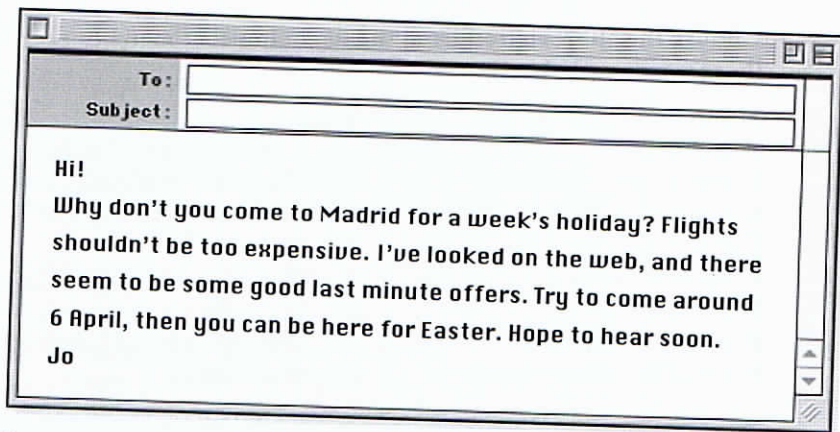 To:
Subject:
Hi!
Why don't you come to Madrid for a week's holiday? Flights
shouldn't be too expensive. I've looked on the web, and there
seem to be some good last minute offers. Try to come around
6 April, then you can be here for Easter. Hope to hear soon.
Jo